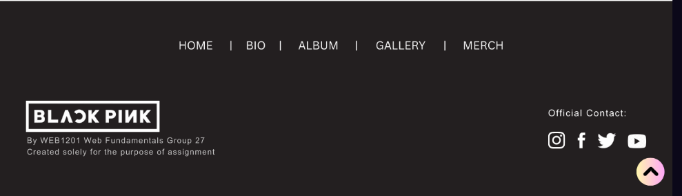 HOME | BIO | ALBUM | GALLERY | MERCH
BLACKPINK
Official Contact:
By WEB1201 Web Fundamentals Group 27
Created solely for the purpose of assignment